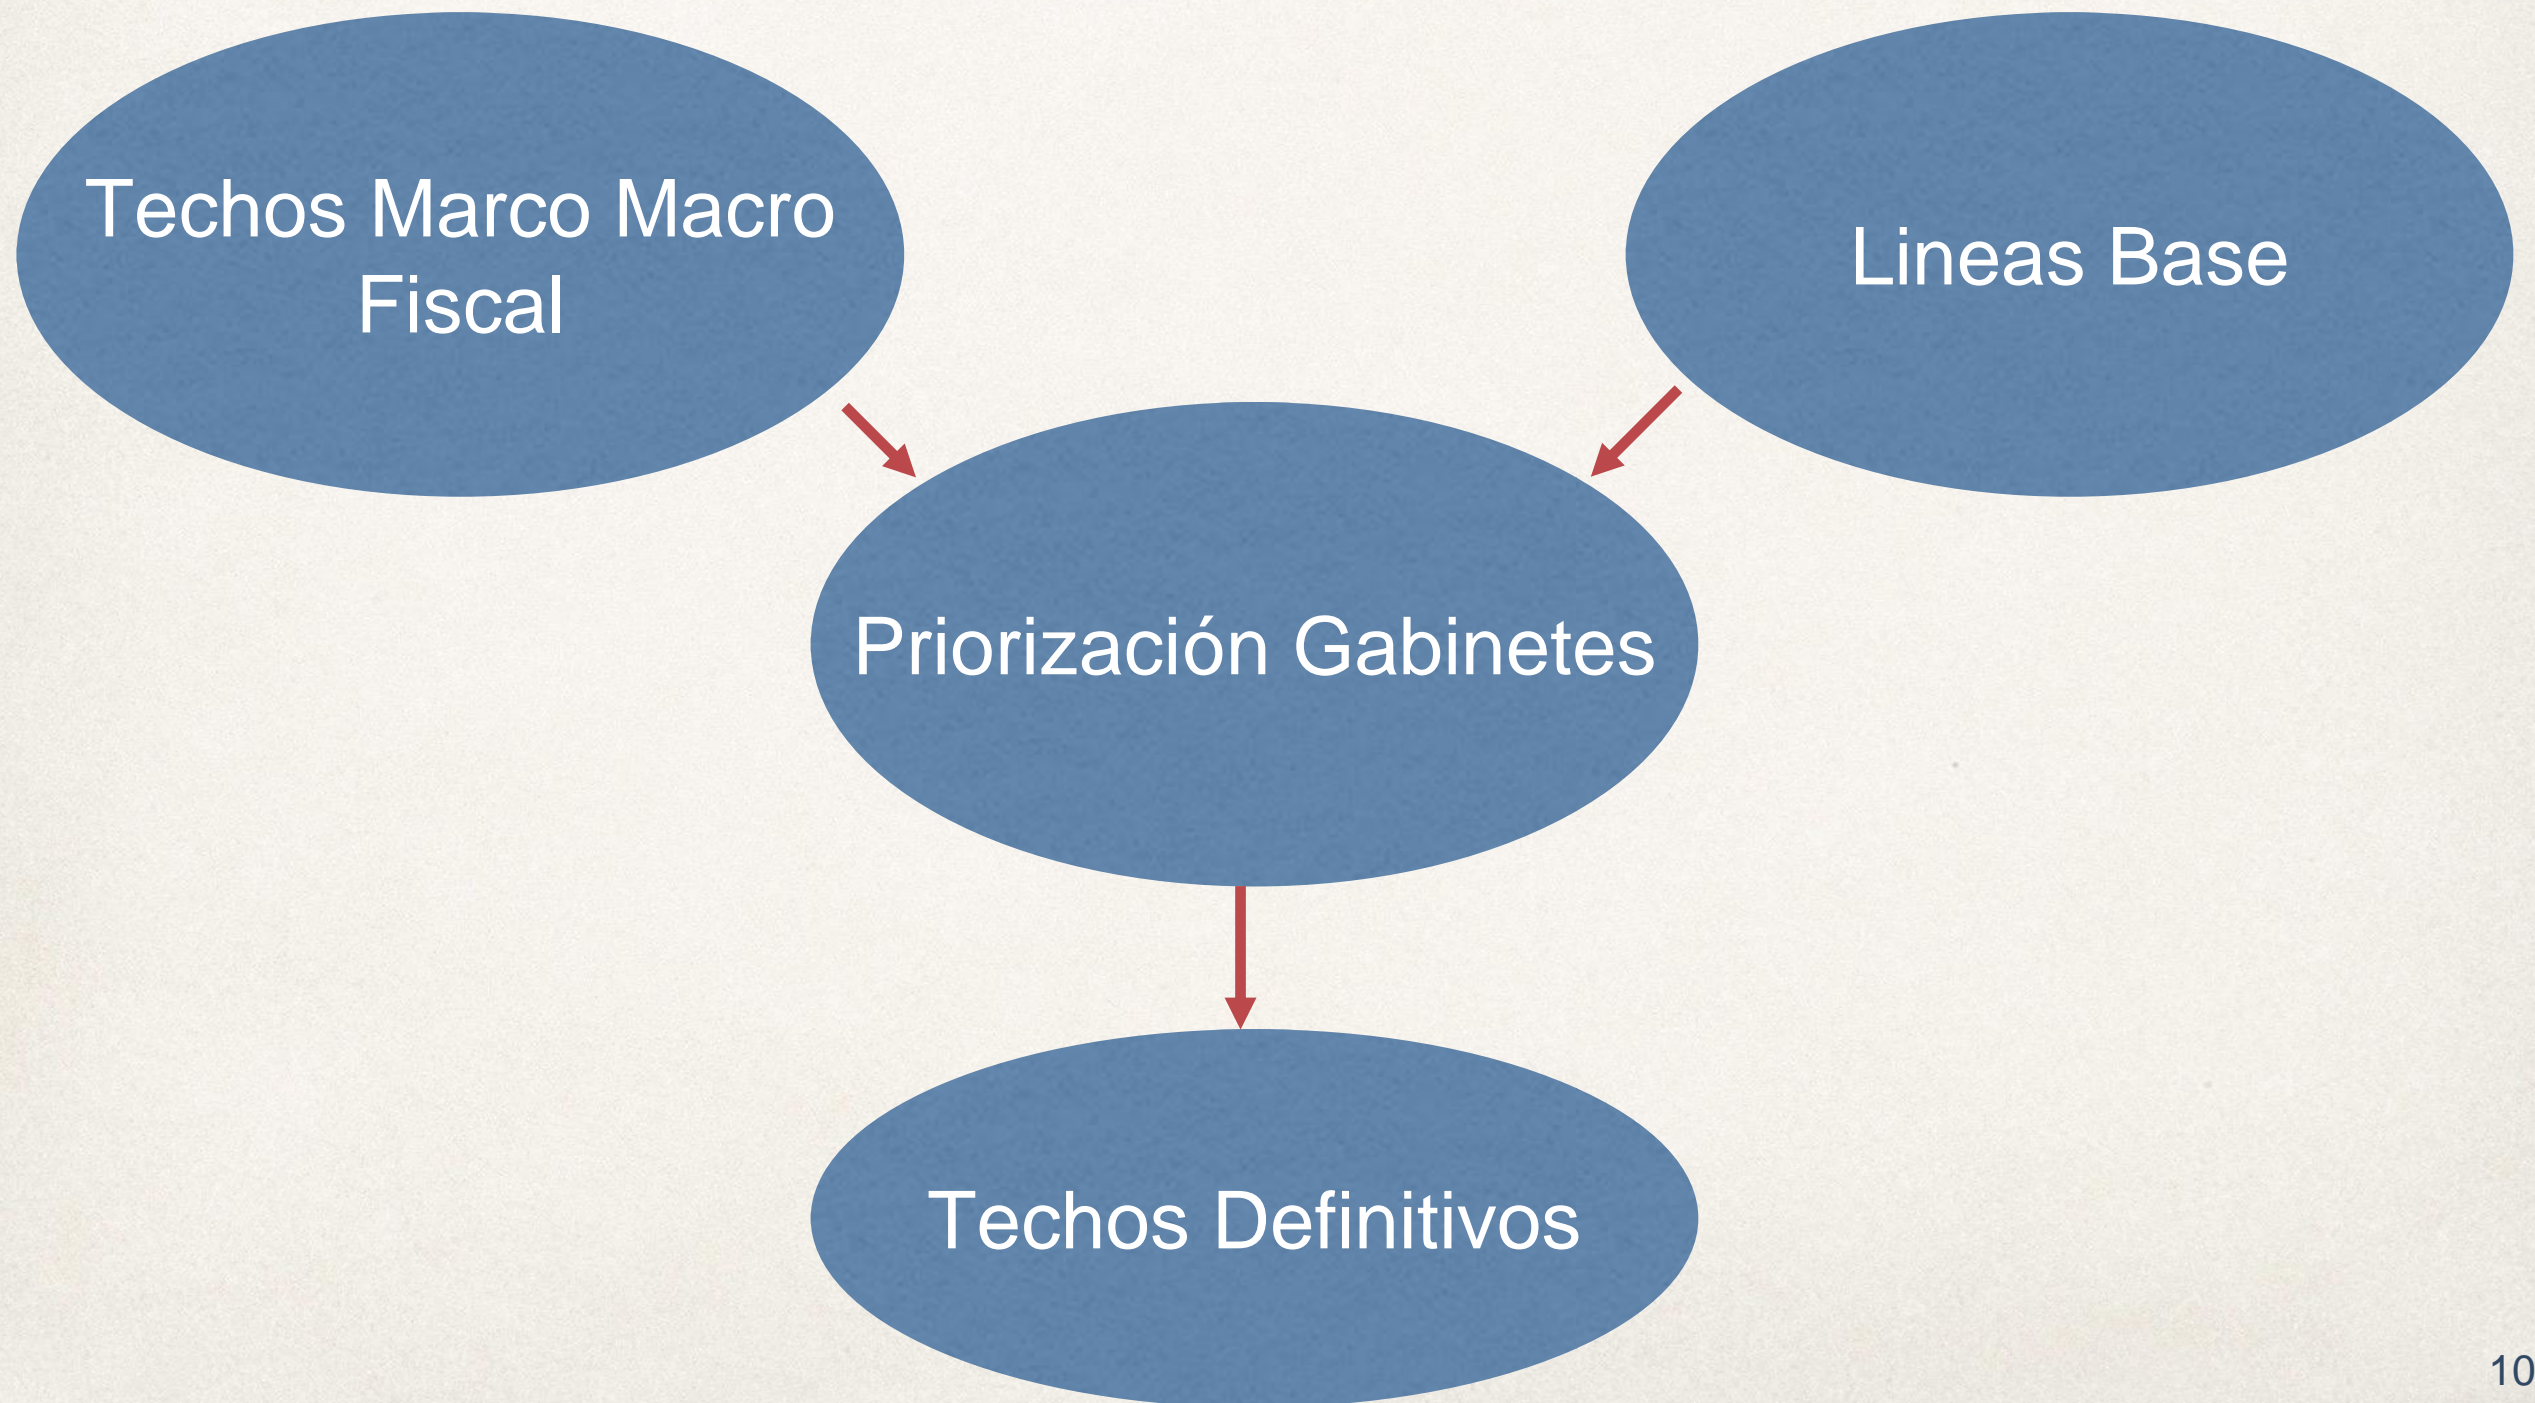 Techos Marco Macro
Fiscal
Lineas Base
Priorización Gabinetes
Techos Definitivos
10